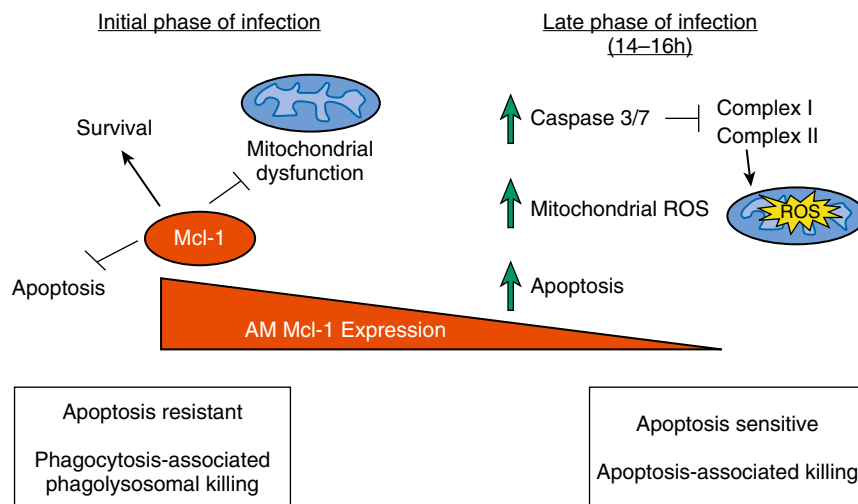 Initial phase of infection
Late phase of infection
(14–16h)
Survival
Mitochondrial
dysfunction
Mcl-1
Apoptosis
Caspase 3/7
Complex I
Complex II
Mitochondrial ROS
ROS
Apoptosis
AM Mcl-1 Expression
Apoptosis resistant
Phagocytosis-associated
phagolysosomal killing
Apoptosis sensitive
Apoptosis-associated killing